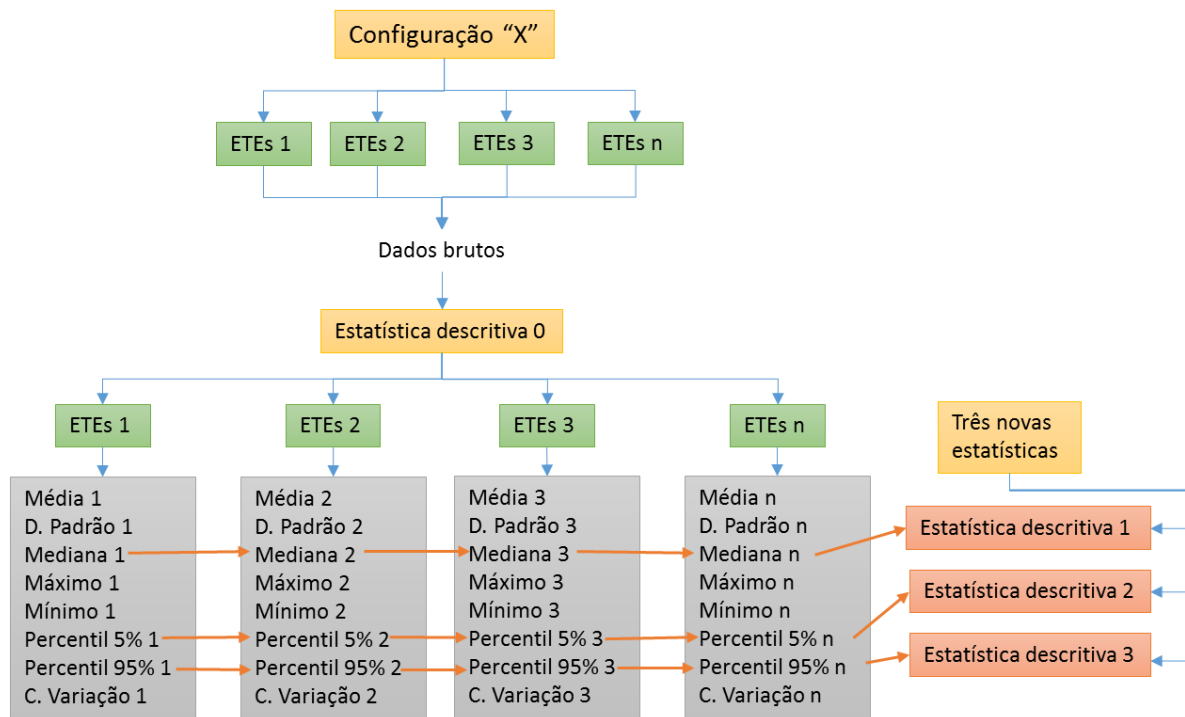 Configuração “X”
ETEs 1
ETEs 2
ETEs 3
ETEs n
Dados brutos
Estatística descritiva 0
ETEs 1
ETEs 2
ETEs 3
ETEs n
Três novas
estatísticas
Média 1
D. Padrão 1
Mediana 1
Máximo 1
Mínimo 1
Percentil 5% 1
Percentil 95% 1
C. Variação 1
Média 2
D. Padrão 2
Mediana 2
Máximo 2
Mínimo 2
Percentil 5% 2
Percentil 95% 2
C. Variação 2
Média 3
D. Padrão 3
Mediana 3
Máximo 3
Mínimo 3
Percentil 5% 3
Percentil 95% 3
C. Variação 3
Média n
D. Padrão n
Mediana n
Máximo n
Mínimo n
Percentil 5% n
Percentil 95% n
C. Variação n
Estatística descritiva 1
Estatística descritiva 2
Estatística descritiva 3